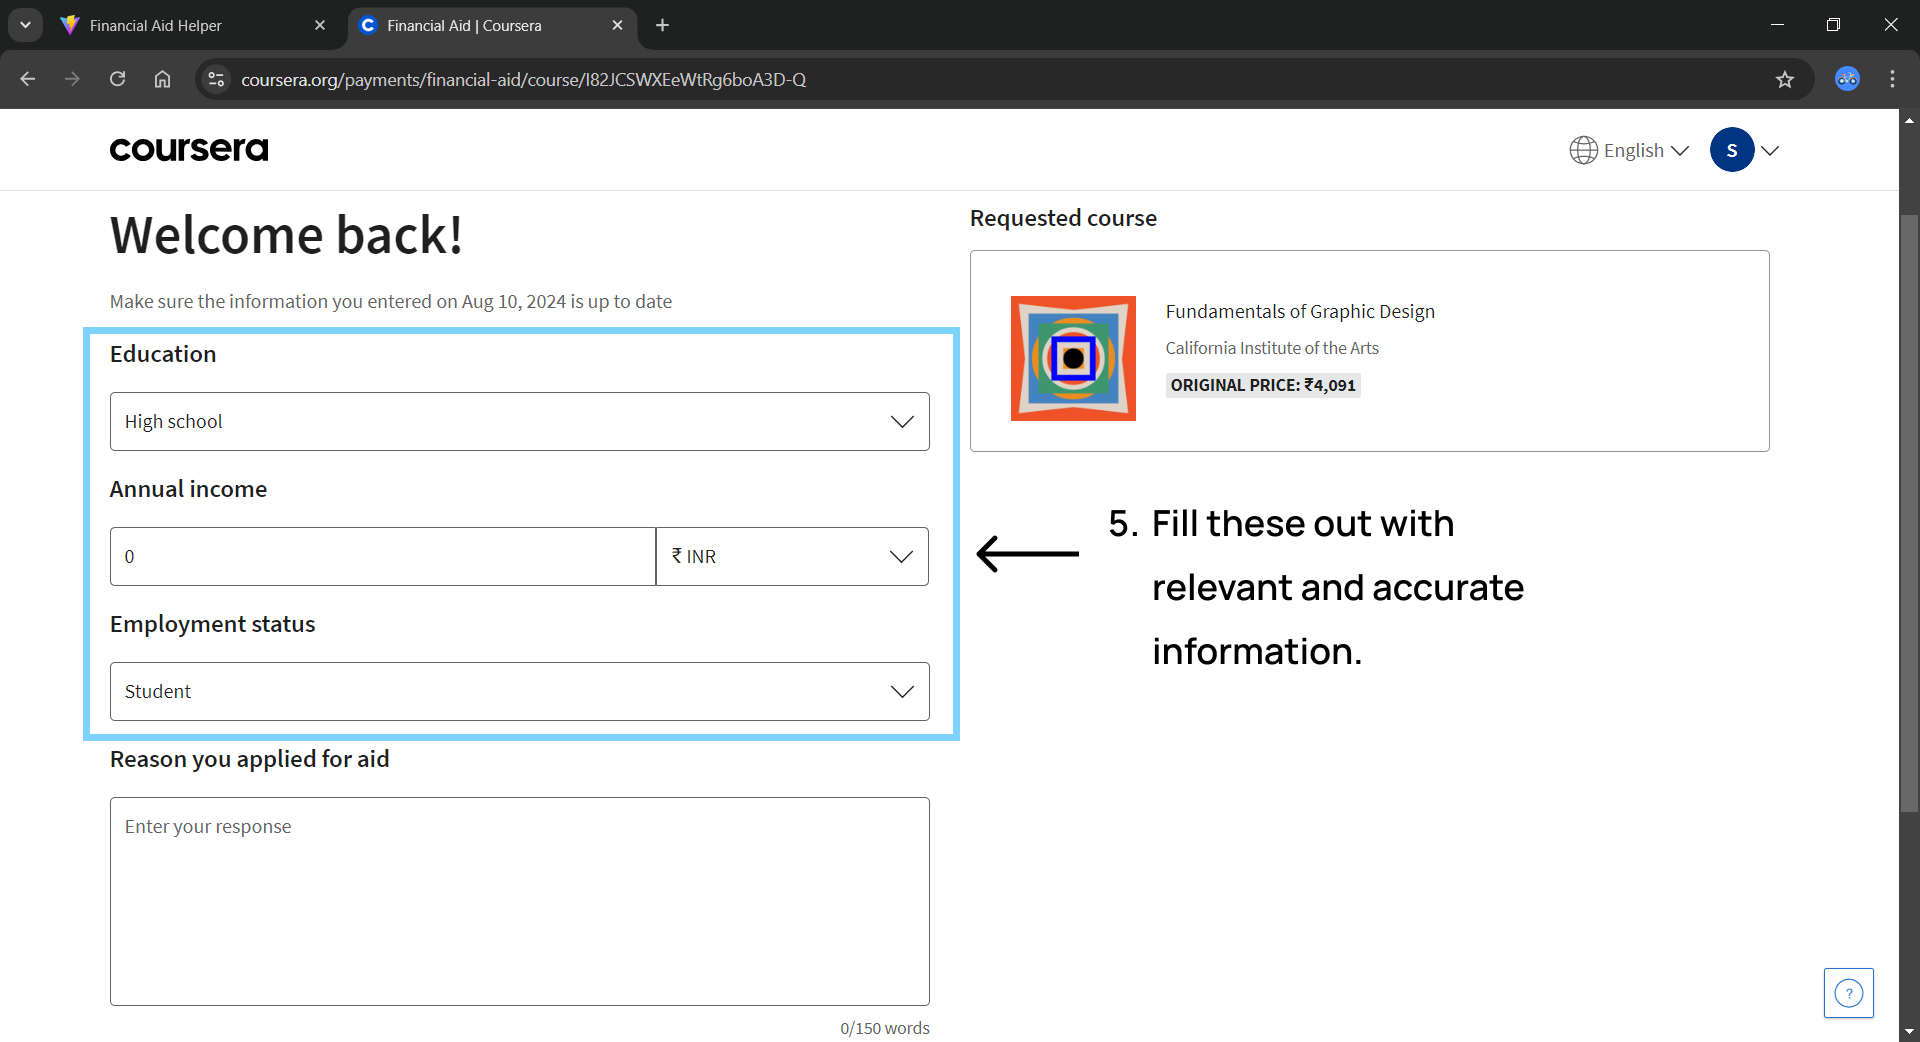 Financial Aid Helper
Financial Aid | Coursera
coursera.org/payments/financial-aid/course/I82JCSWXEeWtRg6boA3D-Q
coursera
English
S
Welcome back!
Make sure the information you entered on Aug 10, 2024 is up to date
Education
High school
Annual income
0
₹ INR
Employment status
Student
Reason you applied for aid
Enter your response
0/150 words
Requested course
Fundamentals of Graphic Design
California Institute of the Arts
ORIGINAL PRICE: ₹4,091
5. Fill these out with
relevant and accurate
information.
?